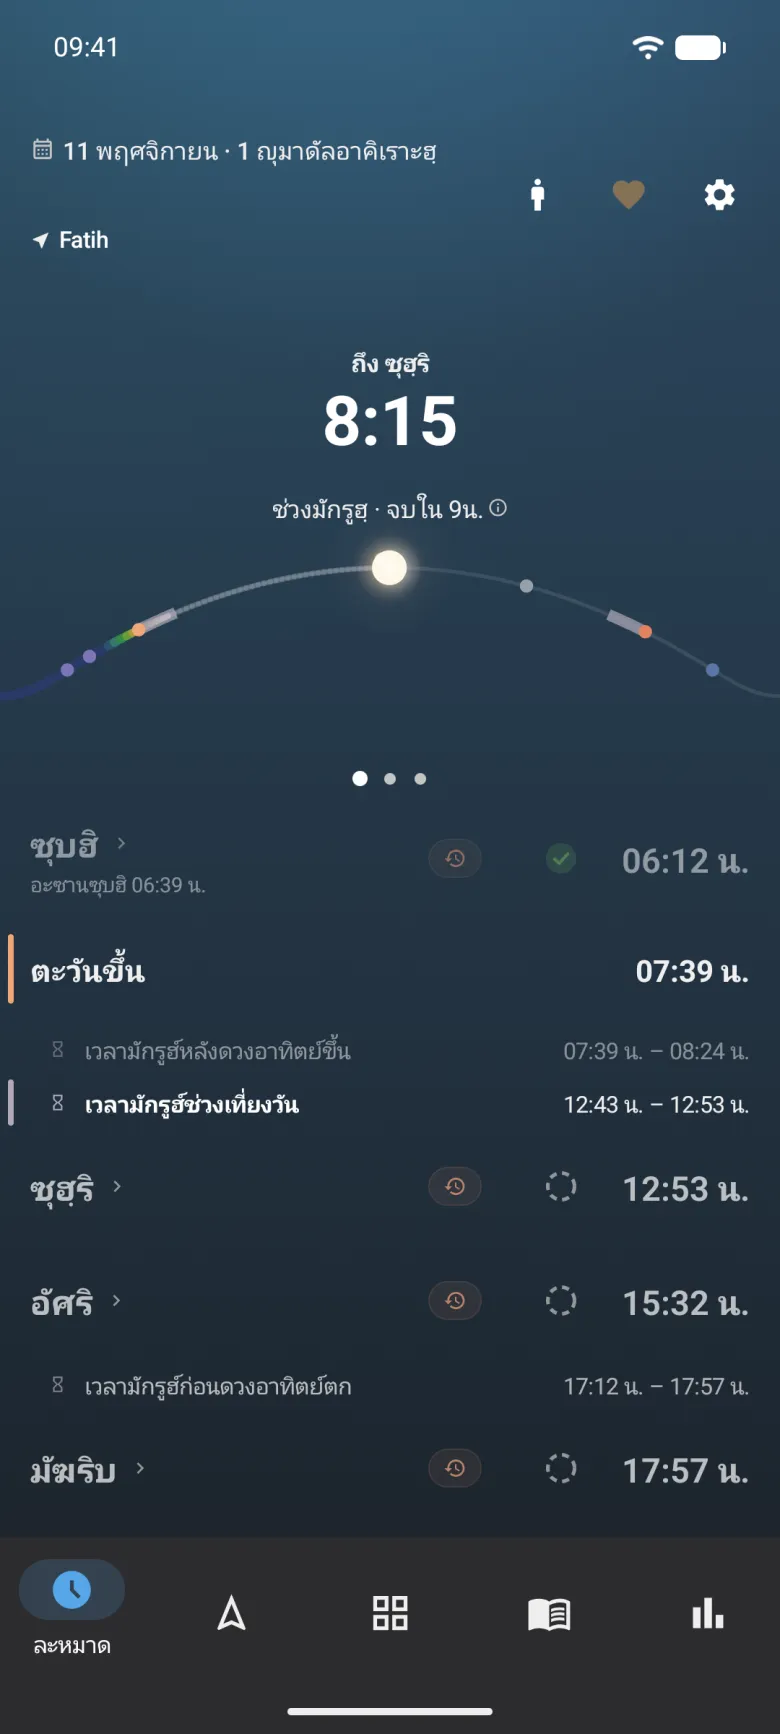 09:41
11 พฤศจิกายน · 1 ญุมาดัลอาคิเราะฮฺ
Fatih
ถึง ซุฮฺริ
8:15
ช่วงมักรูฮฺ · จบใน 9น.
ซุบฮิ
06:12 น.
อะซานซุบฮิ 06:39 น.
ตะวันขึ้น
07:39 น.
เวลามักรูฮ์หลังดวงอาทิตย์ขึ้น
07:39 น. – 08:24 น.
เวลามักรูฮ์ช่วงเที่ยงวัน
12:43 น. – 12:53 น.
ซุฮฺริ
12:53 น.
อัศริ
15:32 น.
เวลามักรูฮ์ก่อนดวงอาทิตย์ตก
17:12 น. – 17:57 น.
มัฆริบ
17:57 น.
ละหมาด